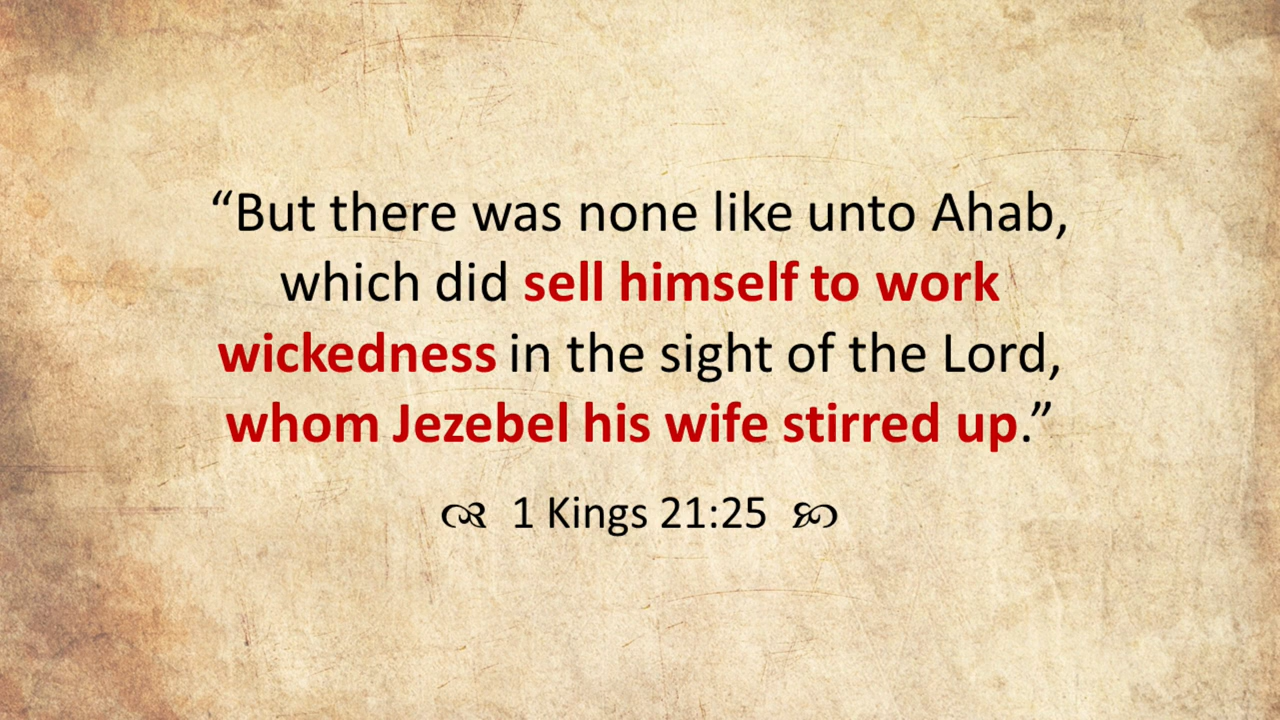 “But there was none like unto Ahab,
which did sell himself to work
wickedness in the sight of the Lord,
whom Jezebel his wife stirred up.”
1 Kings 21:25